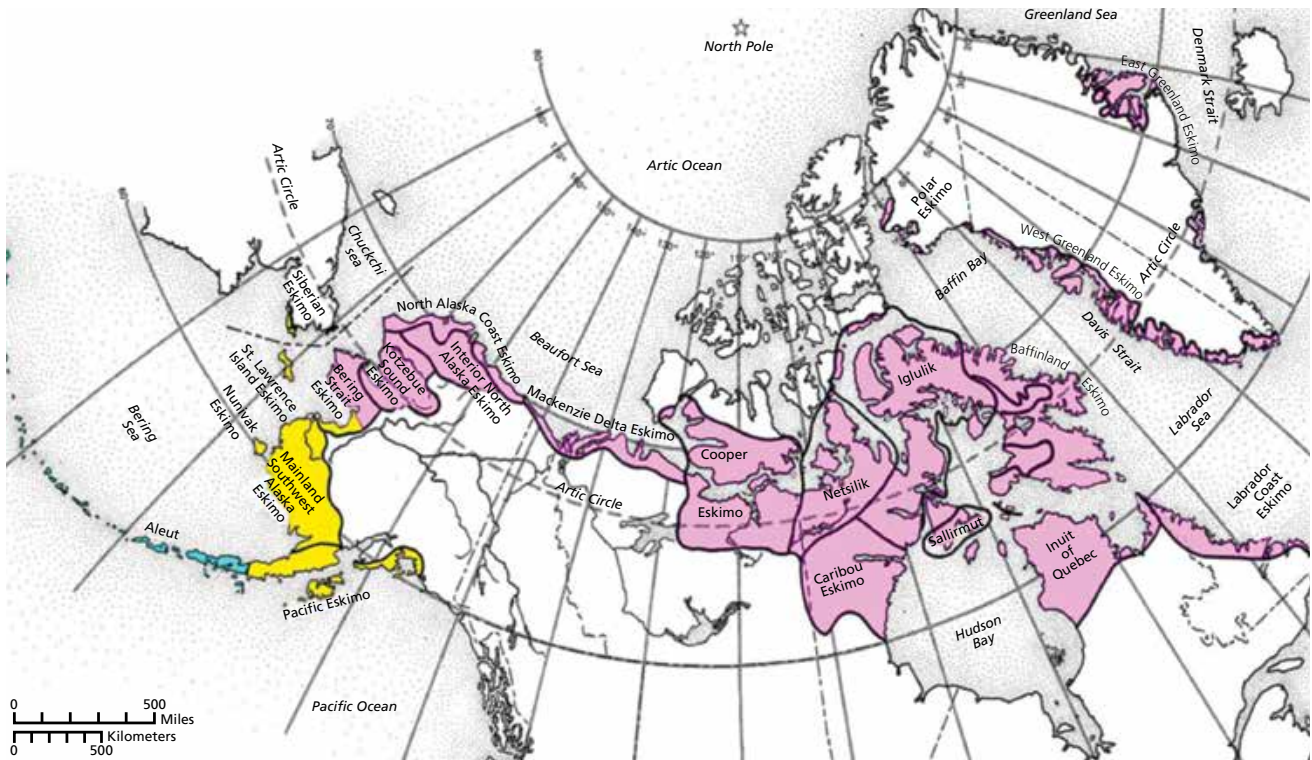 Greenland Sea
North Pole
Denmark Strait
East Greenland Eskimo
Artic Ocean
Artic Circle
Chuckchi
sea
Siberian
Eskimo
Polar
Eskimo
West Greenland Eskimo
Artic Circle
Baffin Bay
Davis Strait
North Alaska Coast Eskimo
Beaufort Sea
Kotzebue
Sound
Eskimo
Interior North
Alaska Eskimo
Bering
Strait
Eskimo
St. Lawrence
Island Eskimo
Nunivak
Eskimo
Bering
Sea
Mackenzie Delta Eskimo
Iglulik
Baffinland Eskimo
Labrador
Sea
Labrador
Coast
Eskimo
Mainland
Southwest
Alaska
Eskimo
Cooper
Eskimo
Netsilik
Artic Circle
Sallirmut
Inuit
of
Quebec
Caribou
Eskimo
Aleut
Pacific Eskimo
Hudson
Bay
Pacific Ocean
0 500
Miles
Kilometers
0 500